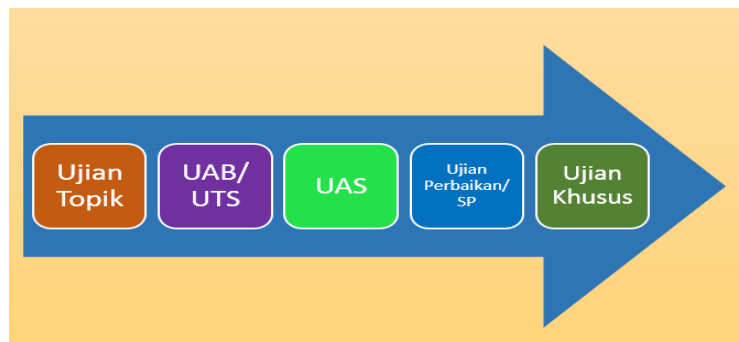 Ujian
Topik
UAB/
UTS
UAS
Ujian
Perbaikan/
SP
Ujian
Khusus